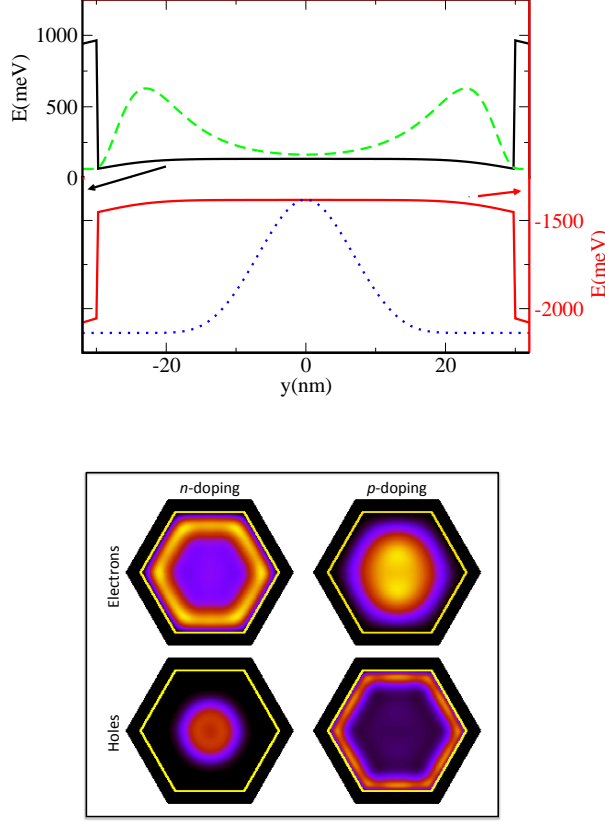 1000
500
0
E(meV)
-1500
-2000
E(meV)
-20
0
20
y(nm)
n-doping
p-doping
Electrons
Holes